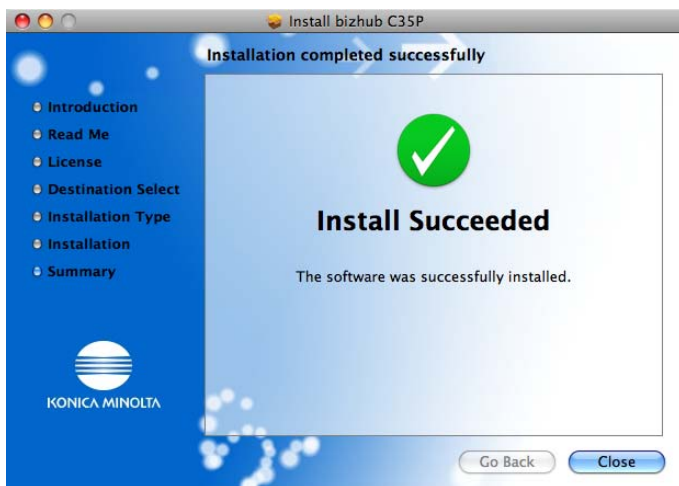 Install bizhub C35P
Installation completed successfully
Introduction
Read Me
License
Destination Select
Installation Type
Installation
Summary
Install Succeeded
The software was successfully installed.
KONICA MINOLTA
Go Back
Close